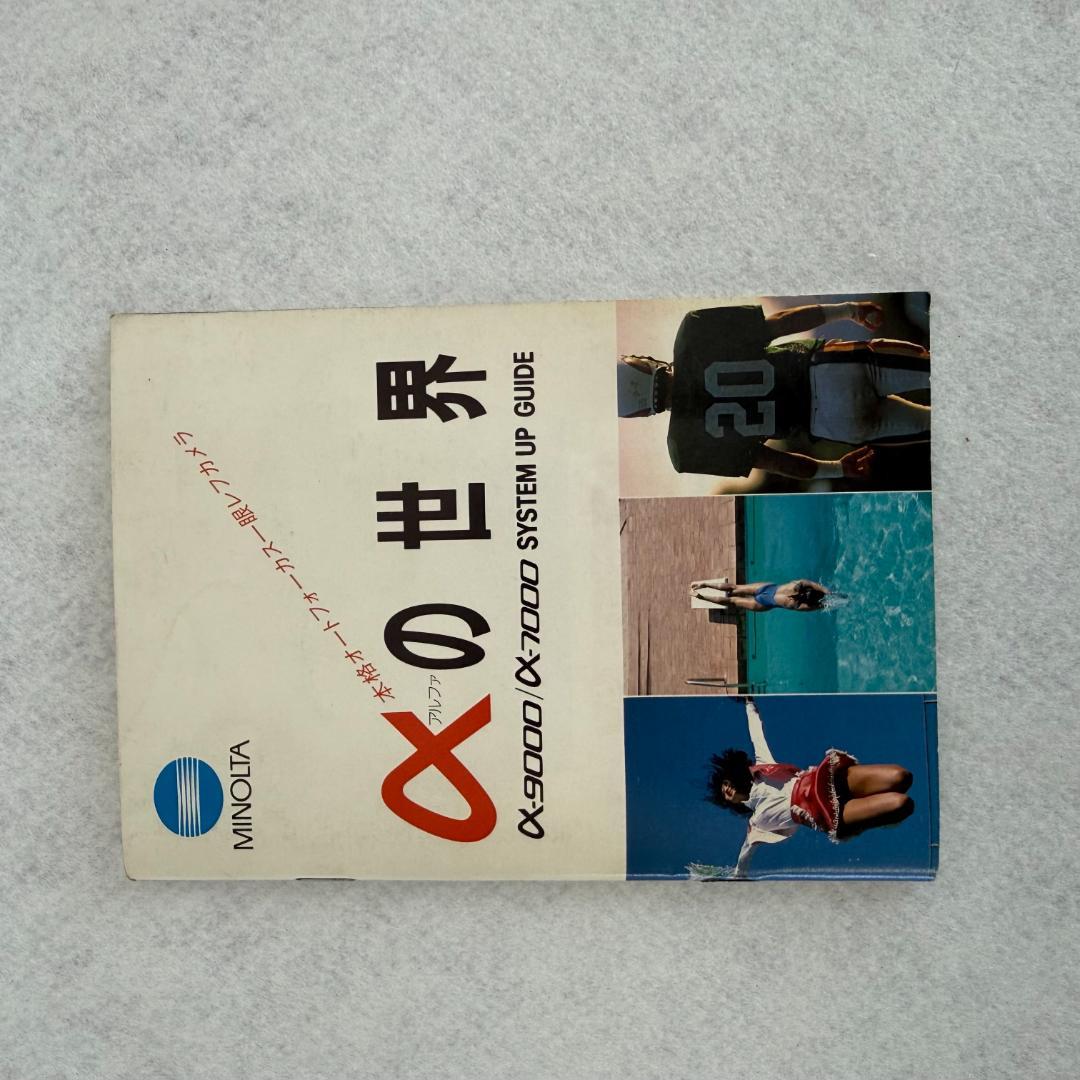 MINOLTA
本格オートフォーカス一眼レフカメラ
αの世界
アルファ
α-9000/α-7000 SYSTEM UP GUIDE
20